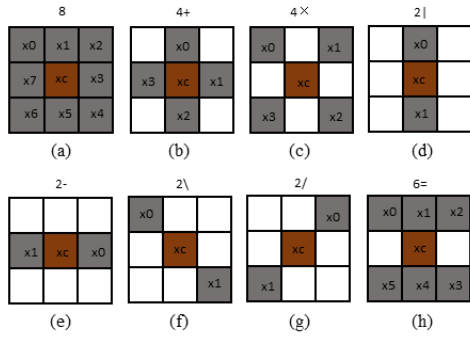 8 4+ 4× 2|
x0 x1 x2 x0 x0 x1 x0
x7 xc x3 x3 xc x1 xc xc
x6 x5 x4 x2 x3 x2 x1
(a) (b) (c) (d)
2- 2\ 2/ 6=
x0 x0 x0 x1 x2
x1 xc x0 xc xc xc
x1 x1 x5 x4 x3
(e) (f) (g) (h)